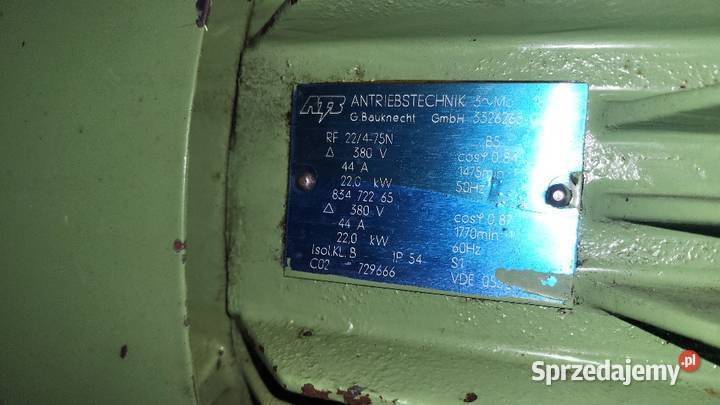 ATB ANTRIEBSTECHNIK 3~Mo
G.Bauknecht GmbH
RF 22/4-75N B5
Δ 380 V cosφ 0.84
44 A 1475min
22,0 kW 50Hz
834 722 65
Δ 380 V cosφ 0.87
44 A 1770min
22,0 kW 60Hz
Isol.KL. B IP 54 S1
C02 729666 VDE
Sprzedajemy.pl